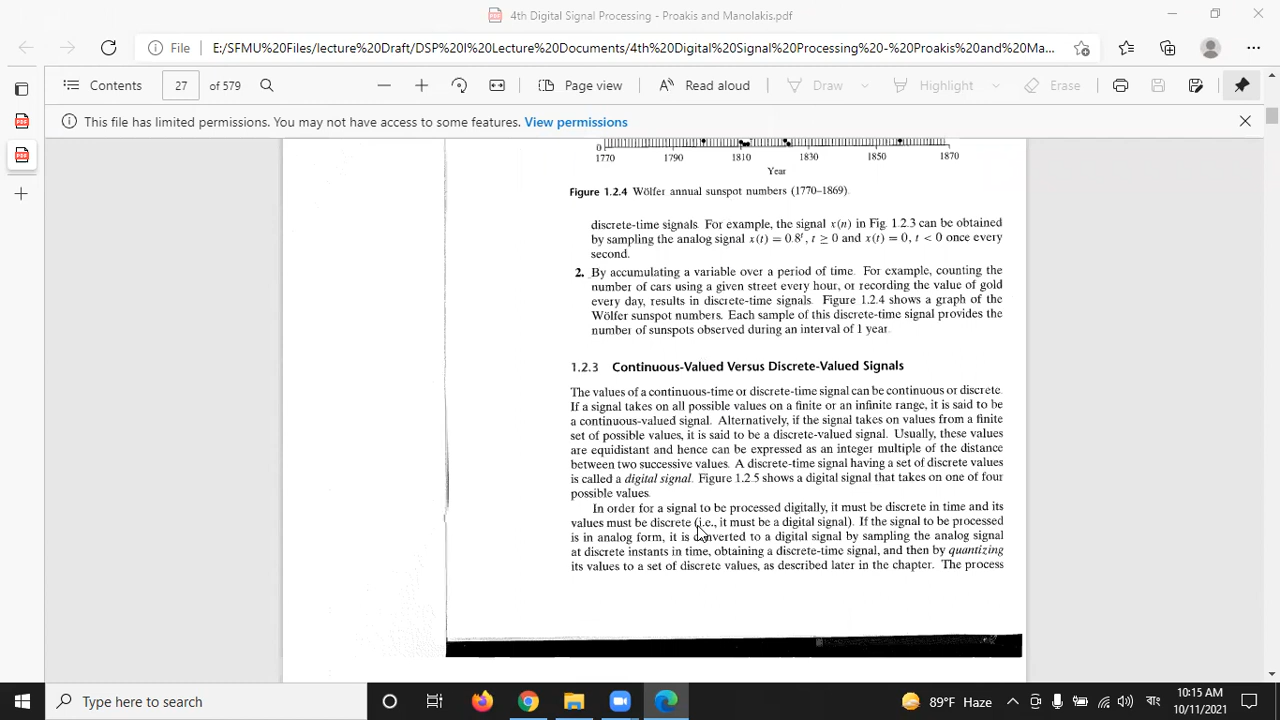 4th Digital Signal Processing - Proakis and Manolakis.pdf
File E:/SFMU%20Files/lecture%20Draft/DSP%20I%20Lecture%20Documents/4th%20Digital%20Signal%20Processing%20-%20Proakis%20and%20Ma...
Contents 27 of 579 Page view Read aloud Draw Highlight Erase
This file has limited permissions. You may not have access to some features. View permissions
0
1770 1790 1810 1830 1850 1870
Year
Figure 1.2.4 Wölfer annual sunspot numbers (1770–1869).
discrete-time signals. For example, the signal x(n) in Fig. 1.2.3 can be obtained
by sampling the analog signal x(t) = 0.8ᵗ, t ≥ 0 and x(t) = 0, t < 0 once every
second.
2. By accumulating a variable over a period of time. For example, counting the
number of cars using a given street every hour, or recording the value of gold
every day, results in discrete-time signals. Figure 1.2.4 shows a graph of the
Wölfer sunspot numbers. Each sample of this discrete-time signal provides the
number of sunspots observed during an interval of 1 year.
1.2.3 Continuous-Valued Versus Discrete-Valued Signals
The values of a continuous-time or discrete-time signal can be continuous or discrete.
If a signal takes on all possible values on a finite or an infinite range, it is said to be
a continuous-valued signal. Alternatively, if the signal takes on values from a finite
set of possible values, it is said to be a discrete-valued signal. Usually, these values
are equidistant and hence can be expressed as an integer multiple of the distance
between two successive values. A discrete-time signal having a set of discrete values
is called a digital signal. Figure 1.2.5 shows a digital signal that takes on one of four
possible values.
In order for a signal to be processed digitally, it must be discrete in time and its
values must be discrete (i.e., it must be a digital signal). If the signal to be processed
is in analog form, it is converted to a digital signal by sampling the analog signal
at discrete instants in time, obtaining a discrete-time signal, and then by quantizing
its values to a set of discrete values, as described later in the chapter. The process
Type here to search
89°F Haze
বাং
10:15 AM
10/11/2021